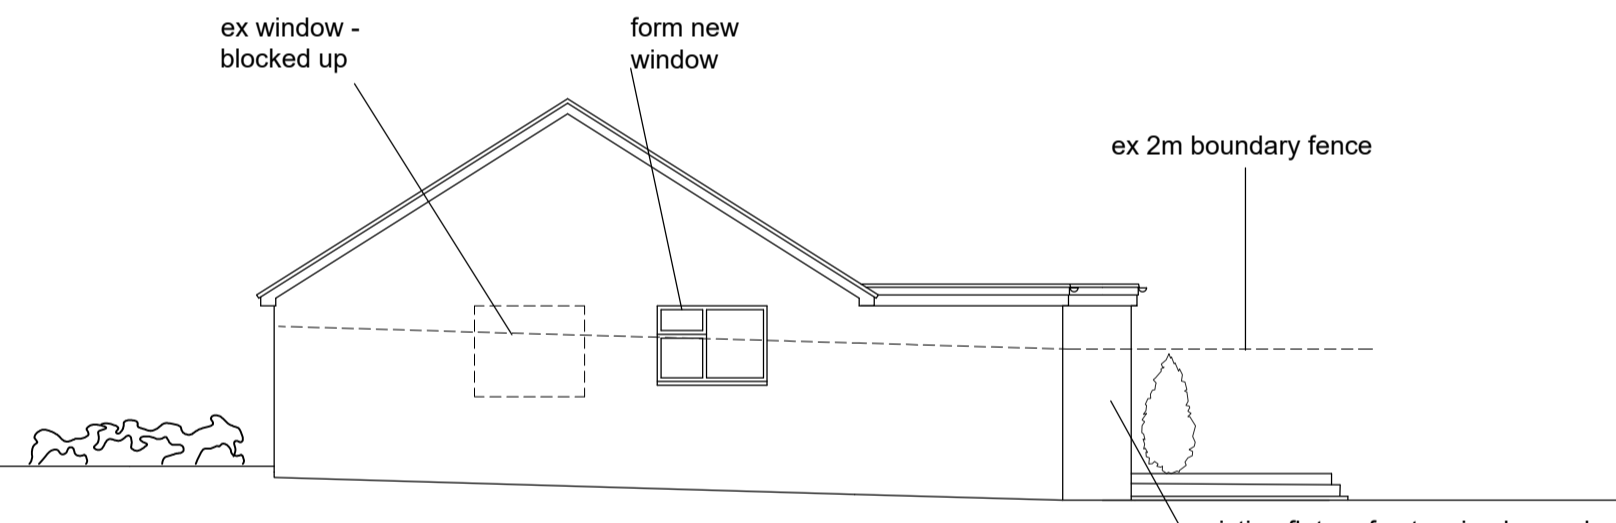 ex window -
blocked up
form new
window
ex 2m boundary fence